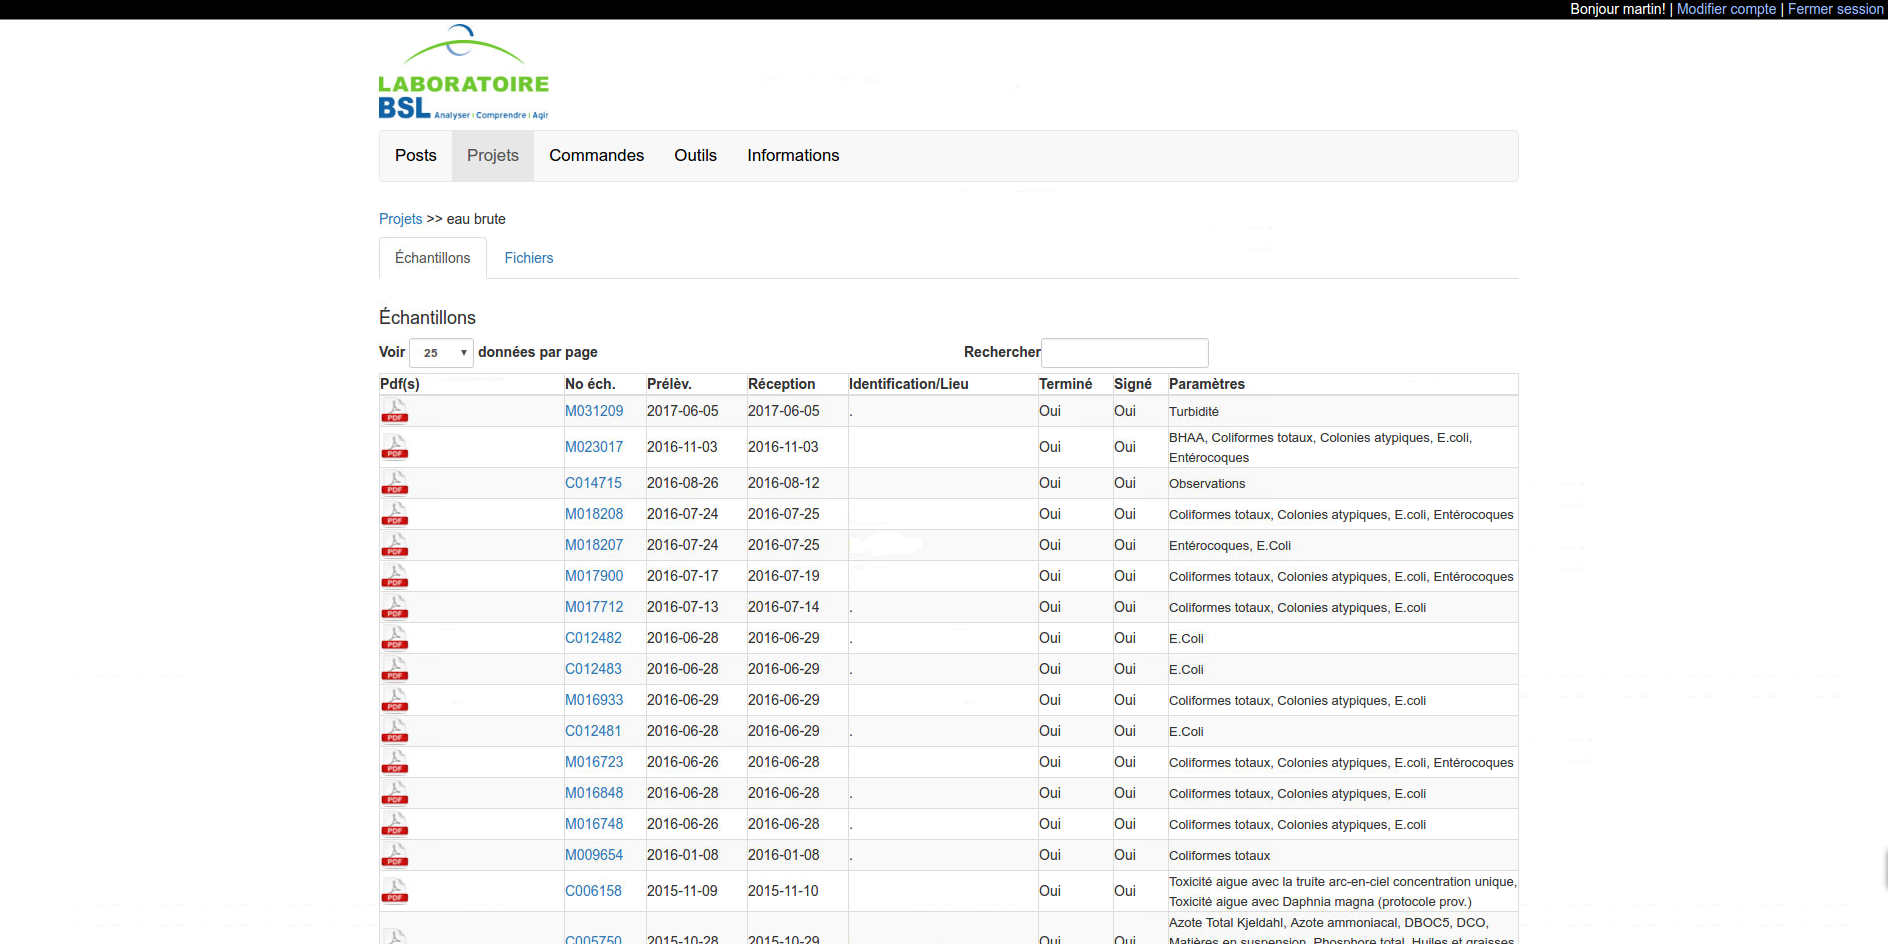 Bonjour martin! | Modifier compte | Fermer session
LABORATOIRE
BSL Analyser | Comprendre | Agir
Posts Projets Commandes Outils Informations
Projets >> eau brute
Échantillons Fichiers
Échantillons
Voir 25 données par page Rechercher
Pdf(s) No éch. Prélèv. Réception Identification/Lieu Terminé Signé Paramètres
PDF M031209 2017-06-05 2017-06-05 . Oui Oui Turbidité
PDF M023017 2016-11-03 2016-11-03 Oui Oui BHAA, Coliformes totaux, Colonies atypiques, E.coli,
Entérocoques
PDF C014715 2016-08-26 2016-08-12 Oui Oui Observations
PDF M018208 2016-07-24 2016-07-25 Oui Oui Coliformes totaux, Colonies atypiques, E.coli, Entérocoques
PDF M018207 2016-07-24 2016-07-25 Oui Oui Entérocoques, E.Coli
PDF M017900 2016-07-17 2016-07-19 Oui Oui Coliformes totaux, Colonies atypiques, E.coli, Entérocoques
PDF M017712 2016-07-13 2016-07-14 . Oui Oui Coliformes totaux, Colonies atypiques, E.coli
PDF C012482 2016-06-28 2016-06-29 . Oui Oui E.Coli
PDF C012483 2016-06-28 2016-06-29 . Oui Oui E.Coli
PDF M016933 2016-06-29 2016-06-29 Oui Oui Coliformes totaux, Colonies atypiques, E.coli
PDF C012481 2016-06-28 2016-06-29 . Oui Oui E.Coli
PDF M016723 2016-06-26 2016-06-28 Oui Oui Coliformes totaux, Colonies atypiques, E.coli, Entérocoques
PDF M016848 2016-06-28 2016-06-28 . Oui Oui Coliformes totaux, Colonies atypiques, E.coli
PDF M016748 2016-06-26 2016-06-28 . Oui Oui Coliformes totaux, Colonies atypiques, E.coli
PDF M009654 2016-01-08 2016-01-08 . Oui Oui Coliformes totaux
PDF C006158 2015-11-09 2015-11-10 Oui Oui Toxicité aigue avec la truite arc-en-ciel concentration unique,
Toxicité aigue avec Daphnia magna (protocole prov.)
Azote Total Kjeldahl, Azote ammoniacal, DBOC5, DCO,
C005750 2015-10-28 2015-10-29 Oui Oui Matières en suspension, Phosphore total, Huiles et graisses